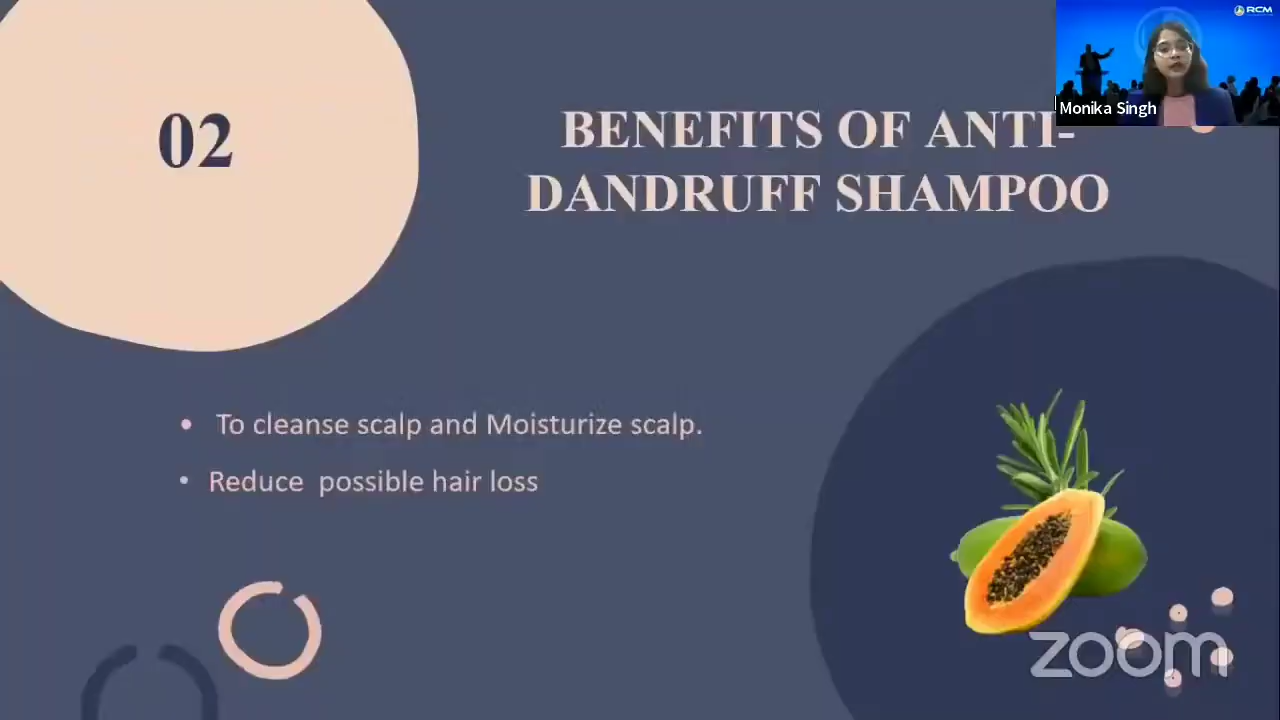 RCM
Monika Singh
02
BENEFITS OF ANTI-
DANDRUFF SHAMPOO
• To cleanse scalp and Moisturize scalp.
• Reduce  possible hair loss
zoom